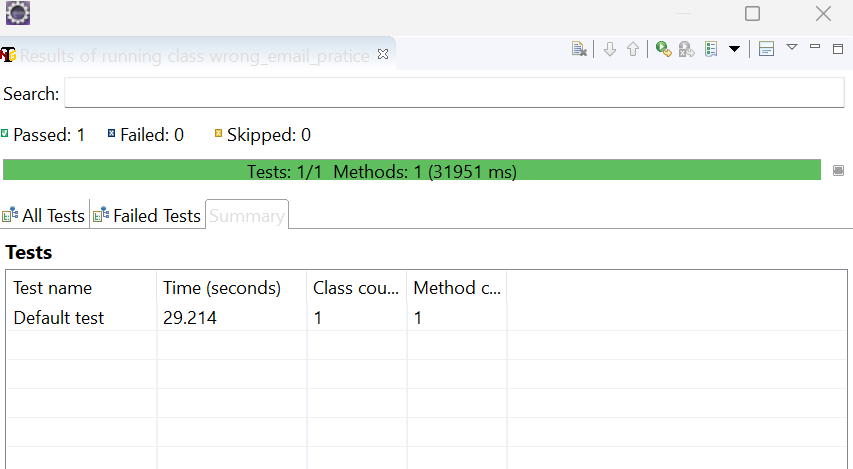 Results of running class wrong_email_pratice
Search:
Passed: 1 Failed: 0 Skipped: 0
Tests: 1/1 Methods: 1 (31951 ms)
All Tests Failed Tests Summary
Tests
Test name Time (seconds) Class cou... Method c...
Default test 29.214 1 1